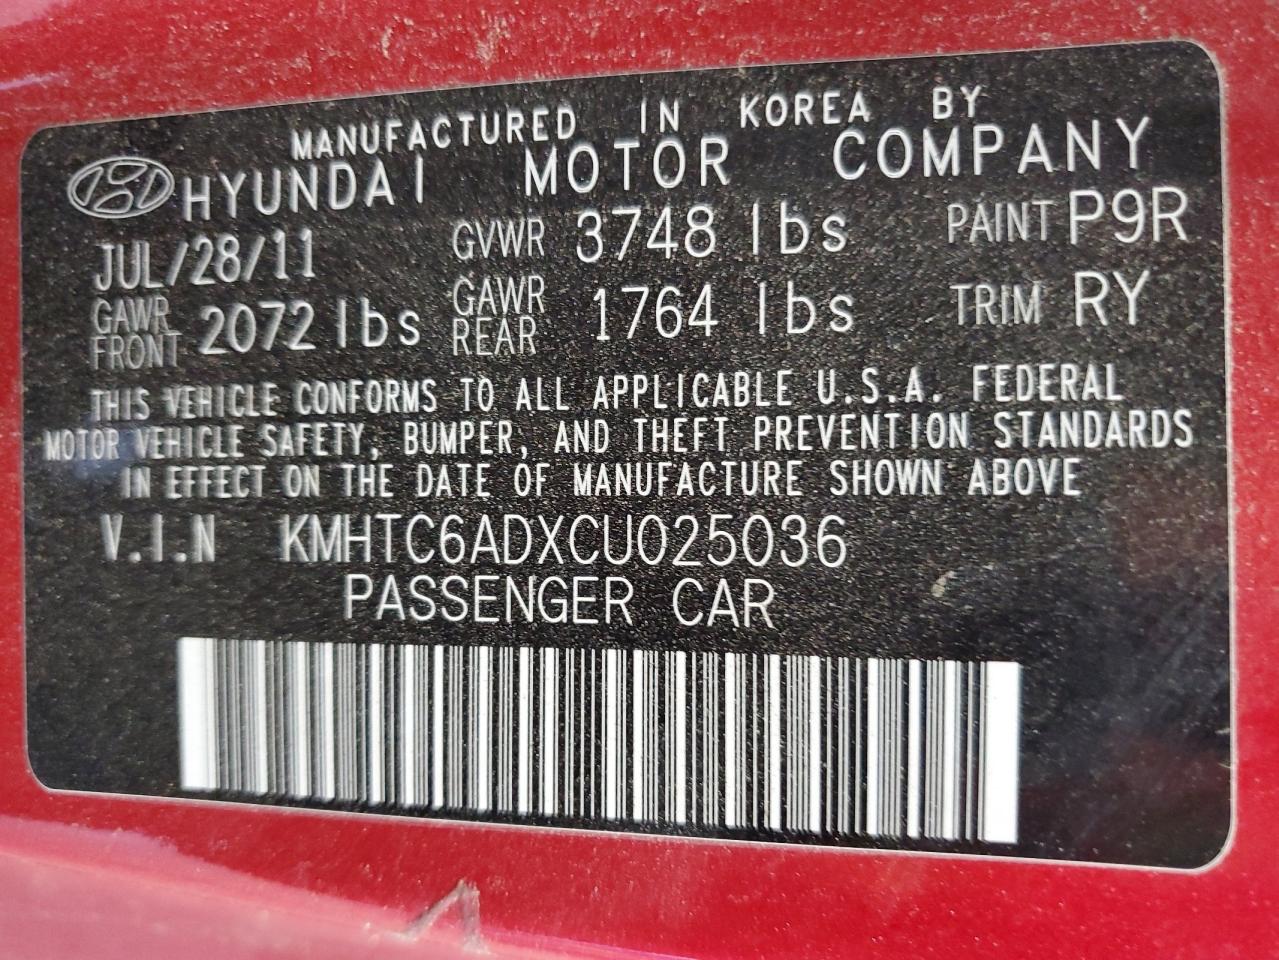 MANUFACTURED IN KOREA BY
HYUNDAI MOTOR COMPANY
JUL/28/11 GVWR 3748 lbs PAINT P9R
GAWR FRONT 2072 lbs GAWR REAR 1764 lbs TRIM RY
THIS VEHICLE CONFORMS TO ALL APPLICABLE U.S.A. FEDERAL
MOTOR VEHICLE SAFETY, BUMPER, AND THEFT PREVENTION STANDARDS
IN EFFECT ON THE DATE OF MANUFACTURE SHOWN ABOVE
V.I.N KMHTC6ADXCU025036
PASSENGER CAR